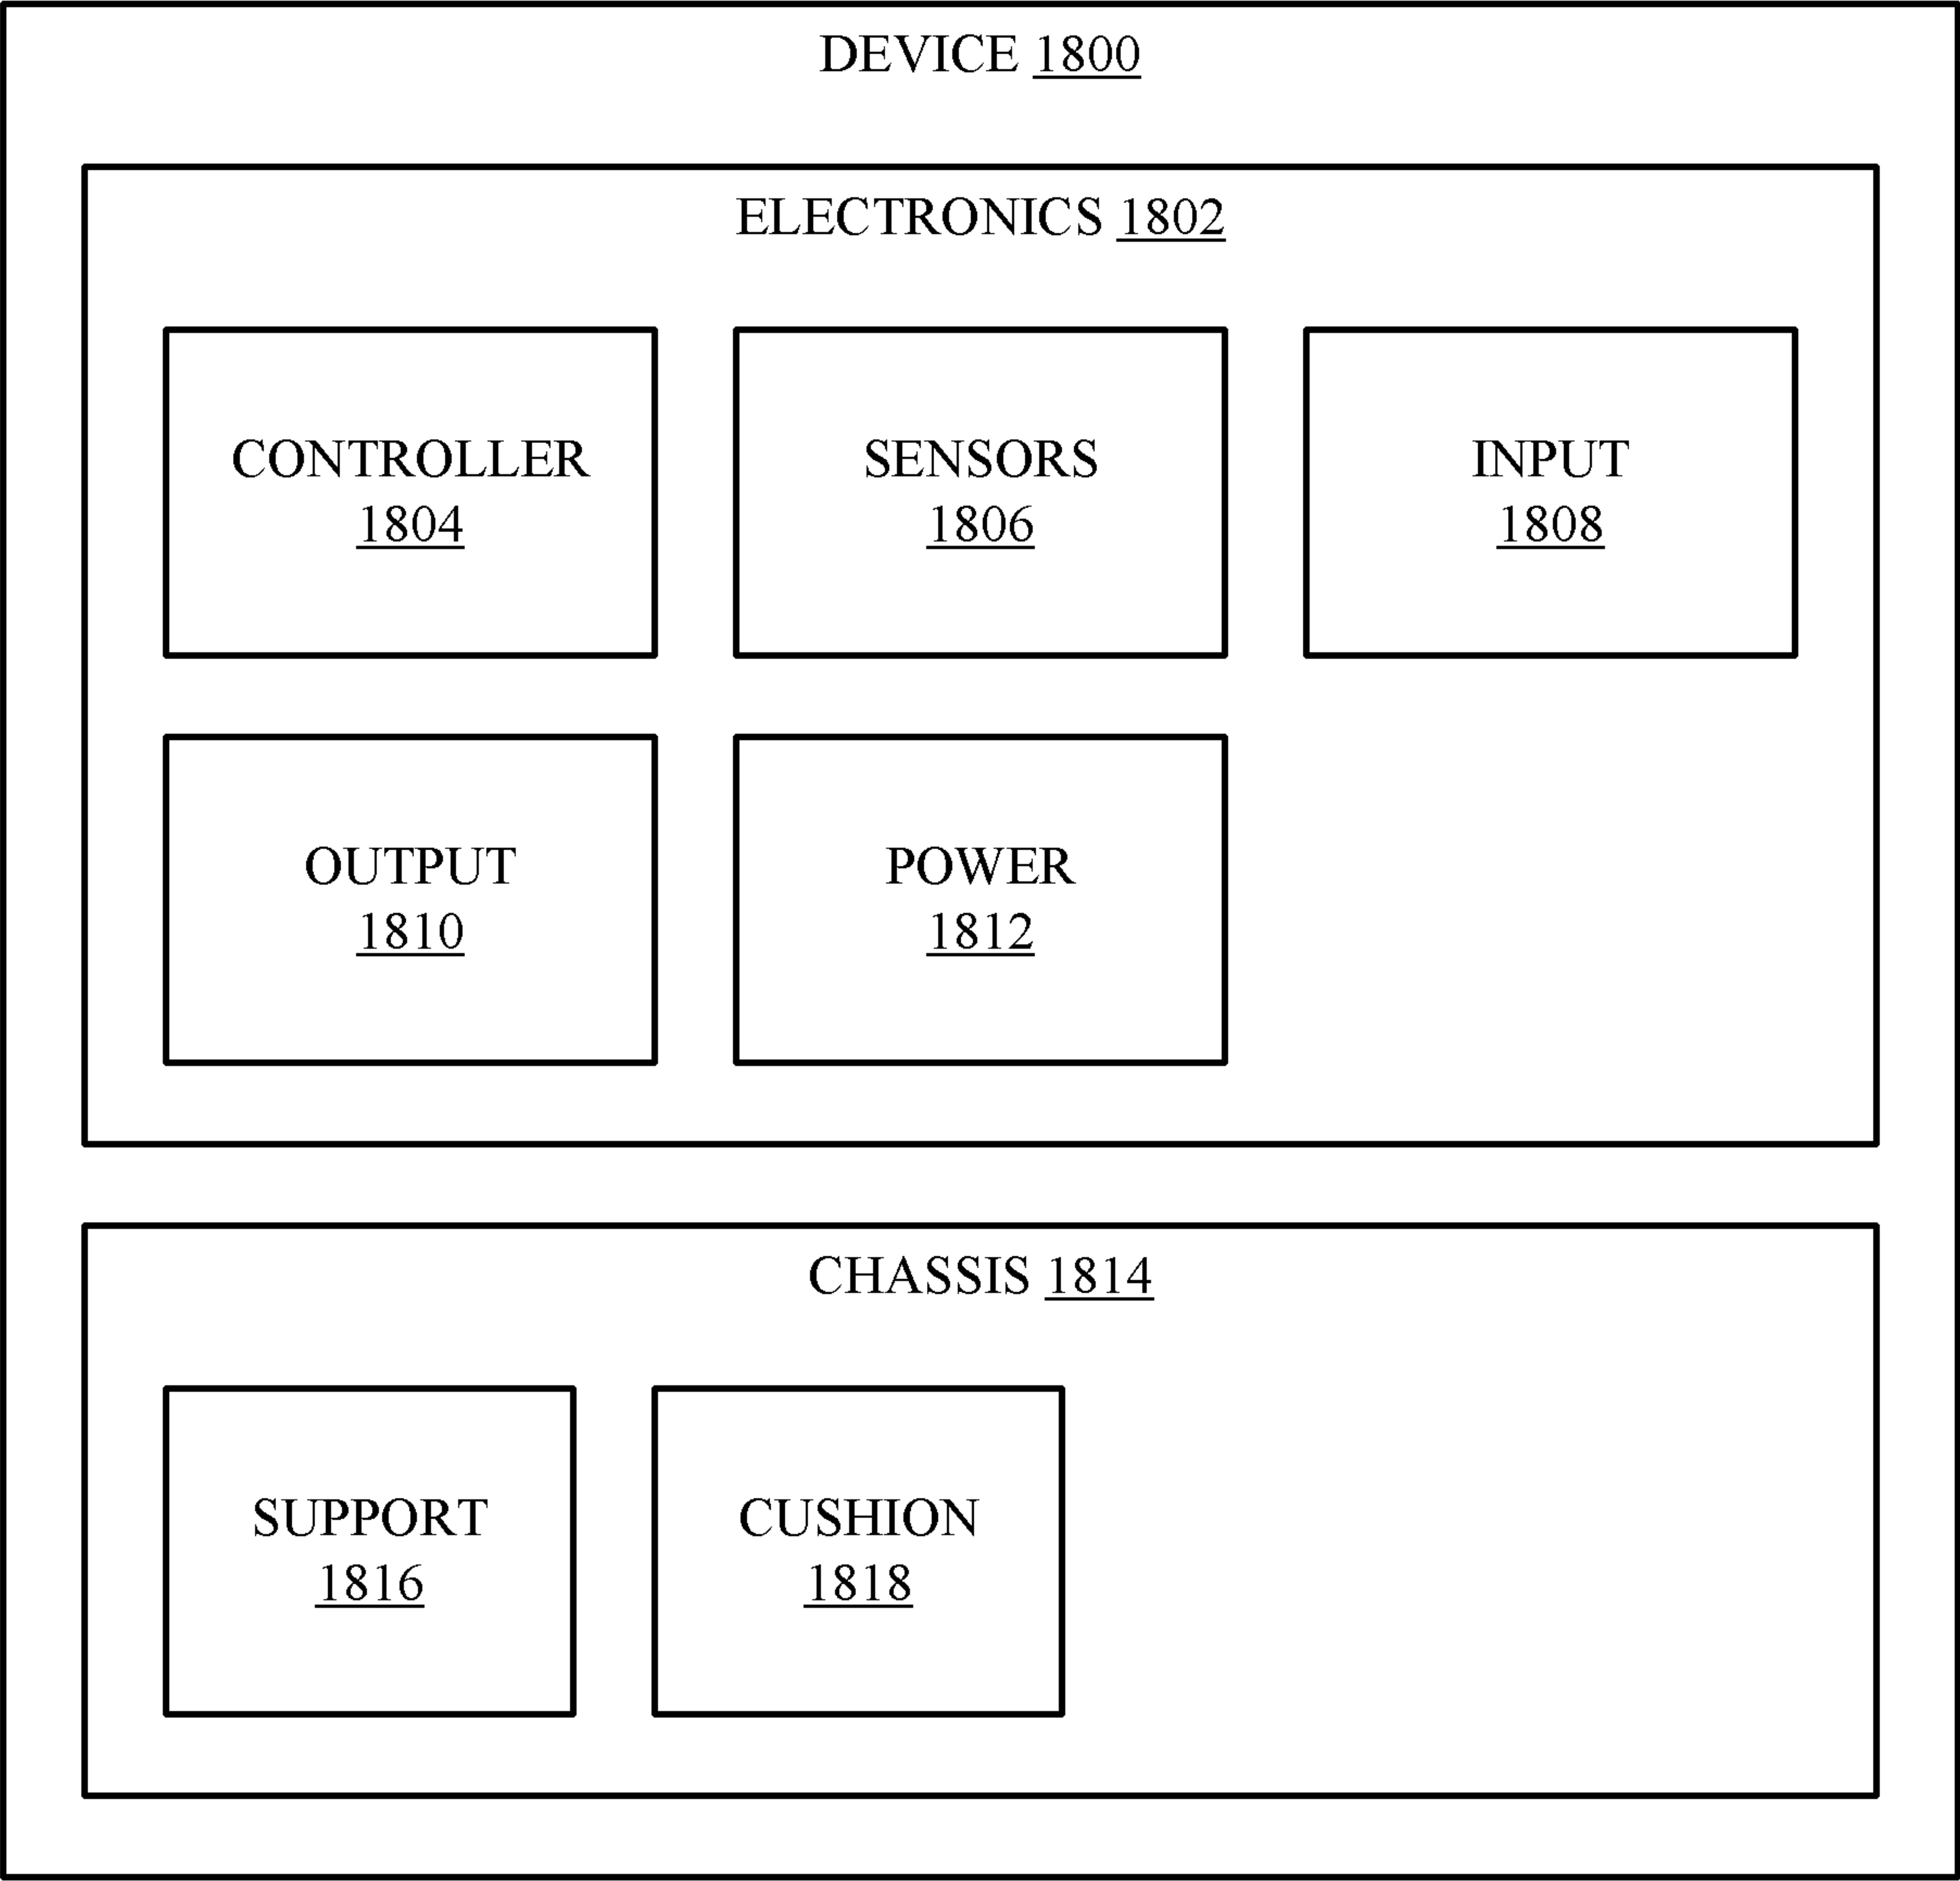 DEVICE 1800
ELECTRONICS 1802
CONTROLLER
1804
SENSORS
1806
INPUT
1808
OUTPUT
1810
POWER
1812
CHASSIS 1814
SUPPORT
1816
CUSHION
1818